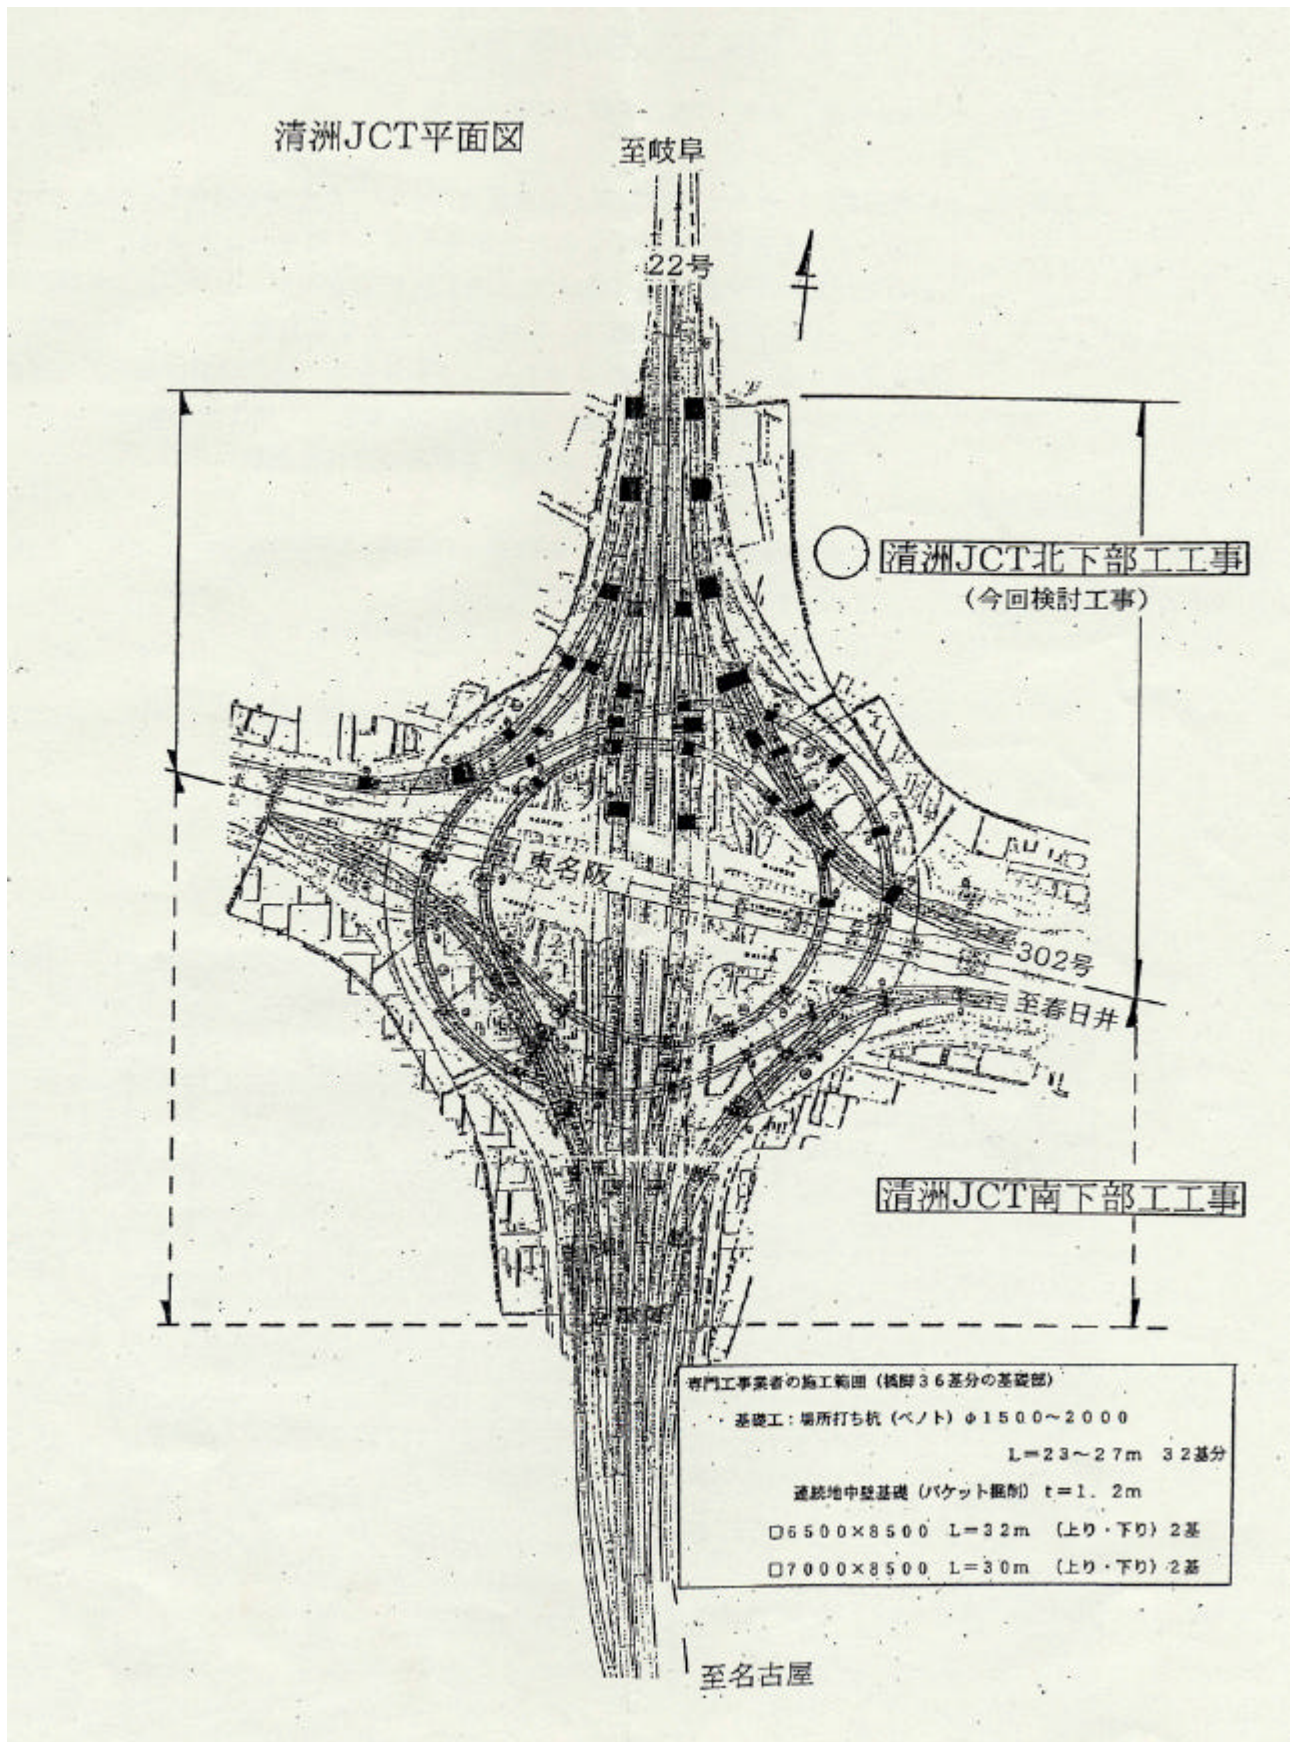 清洲JCT平面図
至岐阜
22号
清洲JCT北下部工工事
(今回検討工事)
東名阪
302号
至春日井
清洲JCT南下部工工事
専門工事業者の施工範囲(橋脚36基分の基礎部)
基礎工:場所打ち杭(ベノト)φ1500~2000
L=23~27m 32基分
連続地中壁基礎(バケット掘削) t=1.2m
□6500×8500 L=32m (上り・下り)2基
□7000×8500 L=30m (上り・下り)2基
至名古屋